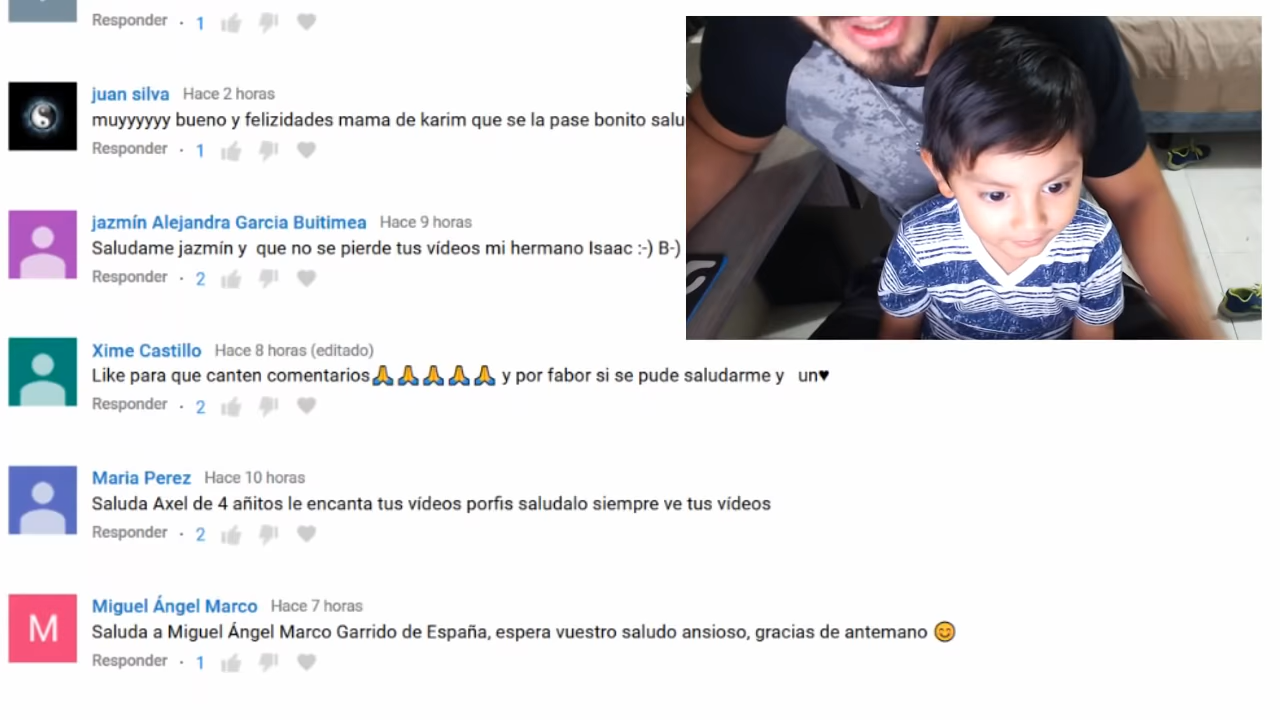 Responder · 1
juan silva Hace 2 horas
muyyyyyy bueno y felizidades mama de karim que se la pase bonito salu
Responder · 1
jazmín Alejandra Garcia Buitimea Hace 9 horas
Saludame jazmín y que no se pierde tus vídeos mi hermano Isaac :-) B-)
Responder · 2
Xime Castillo Hace 8 horas (editado)
Like para que canten comentarios🙏🙏🙏🙏🙏 y por fabor si se pude saludarme y un♥
Responder · 2
Maria Perez Hace 10 horas
Saluda Axel de 4 añitos le encanta tus vídeos porfis saludalo siempre ve tus vídeos
Responder · 2
M
Miguel Ángel Marco Hace 7 horas
Saluda a Miguel Ángel Marco Garrido de España, espera vuestro saludo ansioso, gracias de antemano 😊
Responder · 1